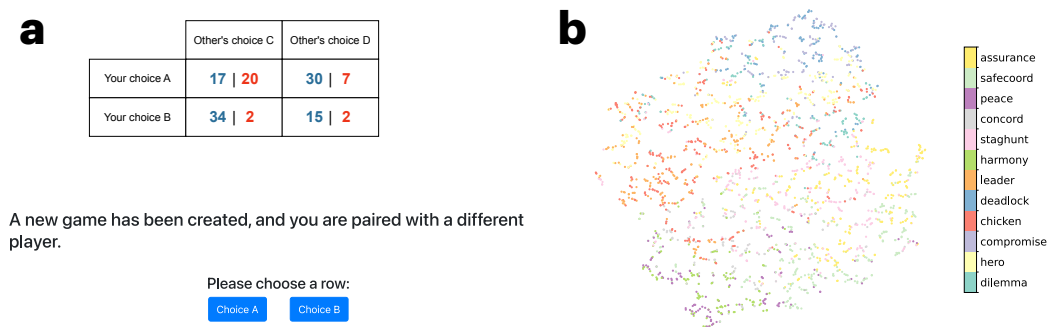 a
Other's choice C Other's choice D
Your choice A 17 | 20 30 | 7
Your choice B 34 | 2 15 | 2
A new game has been created, and you are paired with a different
player.
Please choose a row:
Choice A Choice B
b
assurance
safecoord
peace
concord
staghunt
harmony
leader
deadlock
chicken
compromise
hero
dilemma